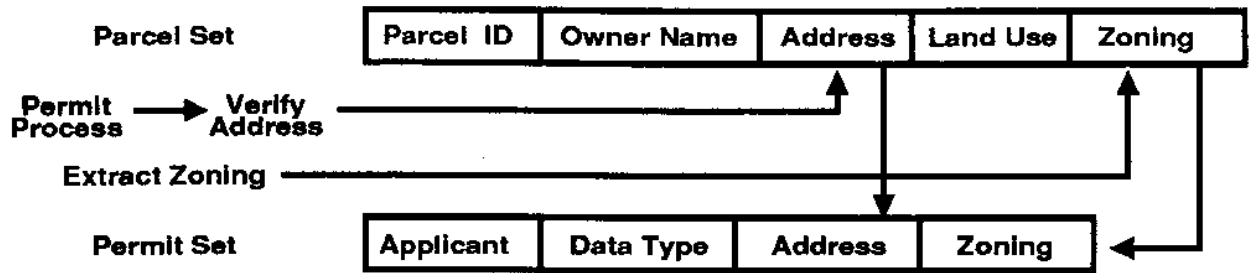 Parcel Set Parcel ID Owner Name Address Land Use Zoning
Permit Process Verify Address
Extract Zoning
Permit Set Applicant Data Type Address Zoning